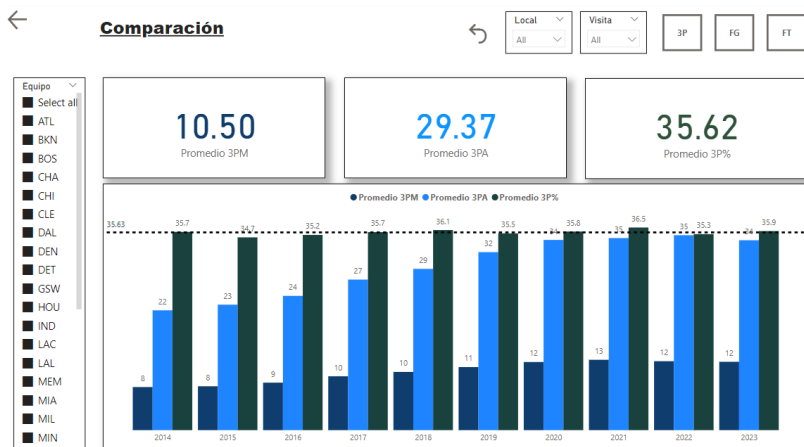 Comparación
Local
All
Visita
All
3P
FG
FT
Equipo
Select all
ATL
BKN
BOS
CHA
CHI
CLE
DAL
DEN
DET
GSW
HOU
IND
LAC
LAL
MEM
MIA
MIL
MIN
10.50
Promedio 3PM
29.37
Promedio 3PA
35.62
Promedio 3P%
Promedio 3PM Promedio 3PA Promedio 3P%
35.63
8 22 35.7
8 23 34.7
9 24 35.2
10 27 35.7
10 29 36.1
11 32 35.5
12 34 35.8
13 35 36.5
12 35 35.3
12 34 35.9
2014 2015 2016 2017 2018 2019 2020 2021 2022 2023